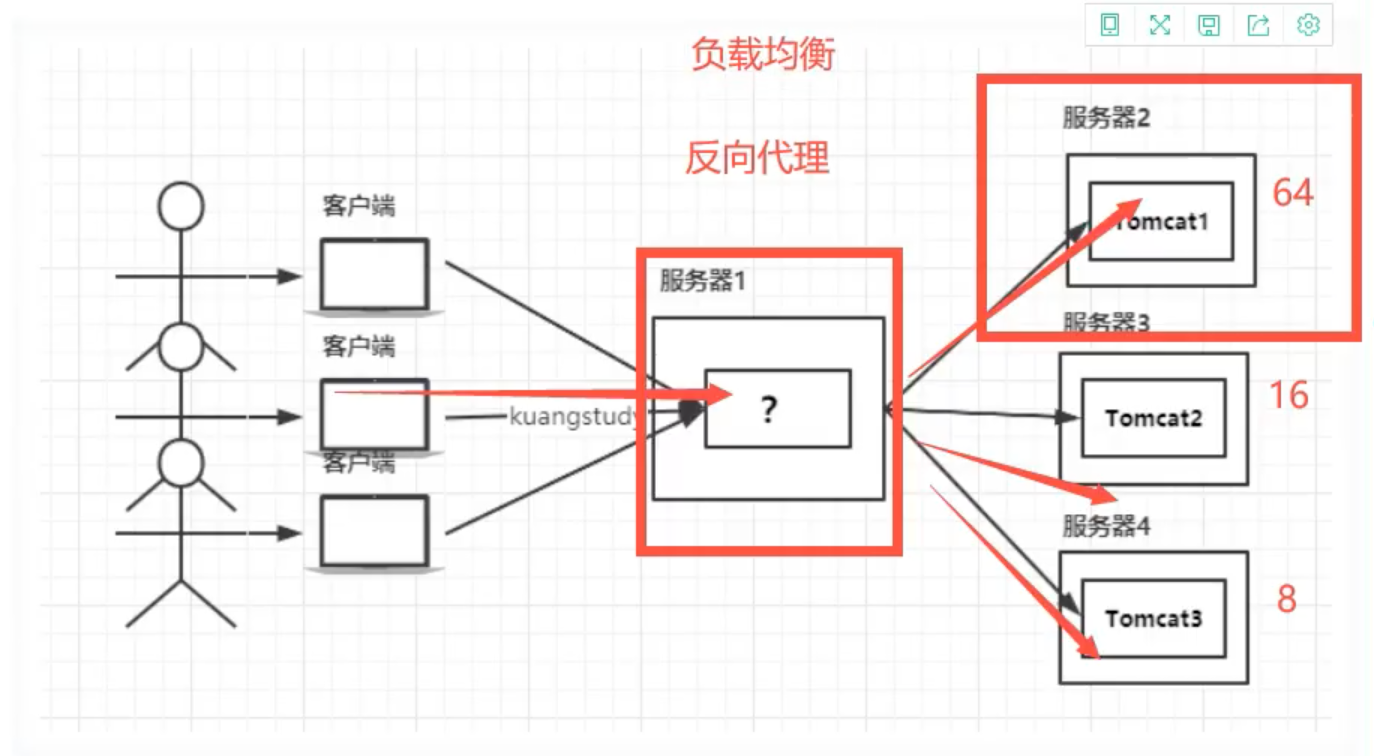 负载均衡
反向代理
客户端
客户端
kuangstudy
客户端
服务器1
?
服务器2
Tomcat1
64
服务器3
Tomcat2
16
服务器4
Tomcat3
8